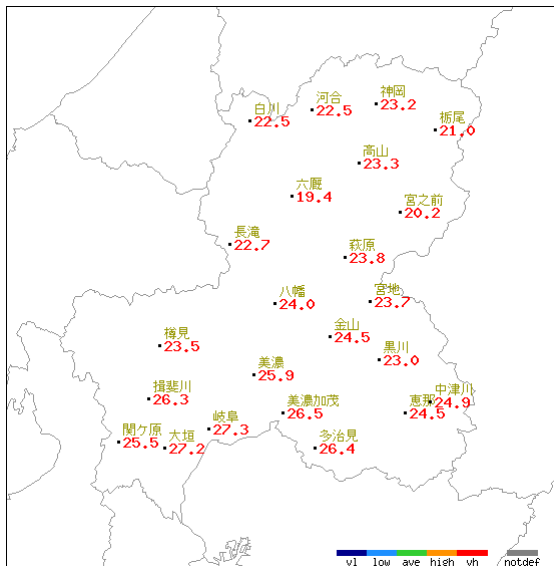 神岡
23.2
河合
22.5
白川
22.5
栃尾
21.0
高山
23.3
六厩
19.4
宮之前
20.2
長滝
22.7
萩原
23.8
八幡
24.0
宮地
23.7
金山
24.5
樽見
23.5
黒川
23.0
美濃
25.9
揖斐川
26.3
中津川
24.9
恵那
24.5
美濃加茂
26.5
岐阜
27.3
関ケ原
25.5
大垣
27.2
多治見
26.4
vl low ave high vh notdef